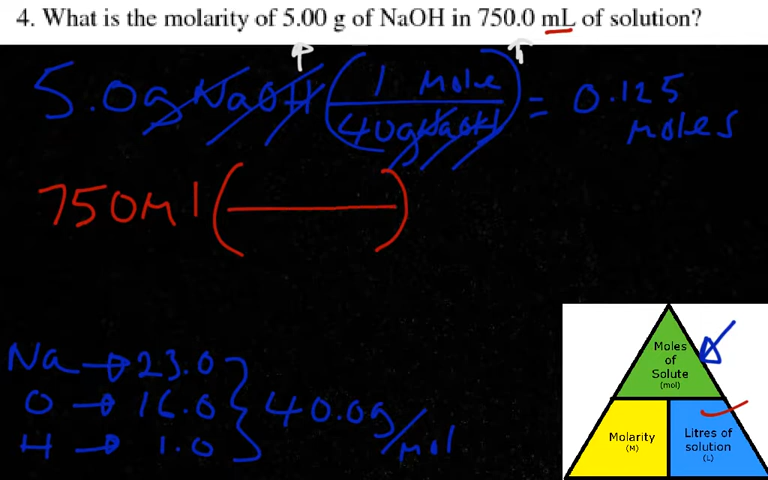 4. What is the molarity of 5.00 g of NaOH in 750.0 mL of solution?
5.0g NaOH ( 1 Mole / 40g NaOH ) = 0.125 moles
750Ml ( )
Na → 23.0
O → 16.0
H → 1.0
40.0g/mol
Moles
of
Solute
(mol)
Molarity
(M)
Litres of
solution
(L)